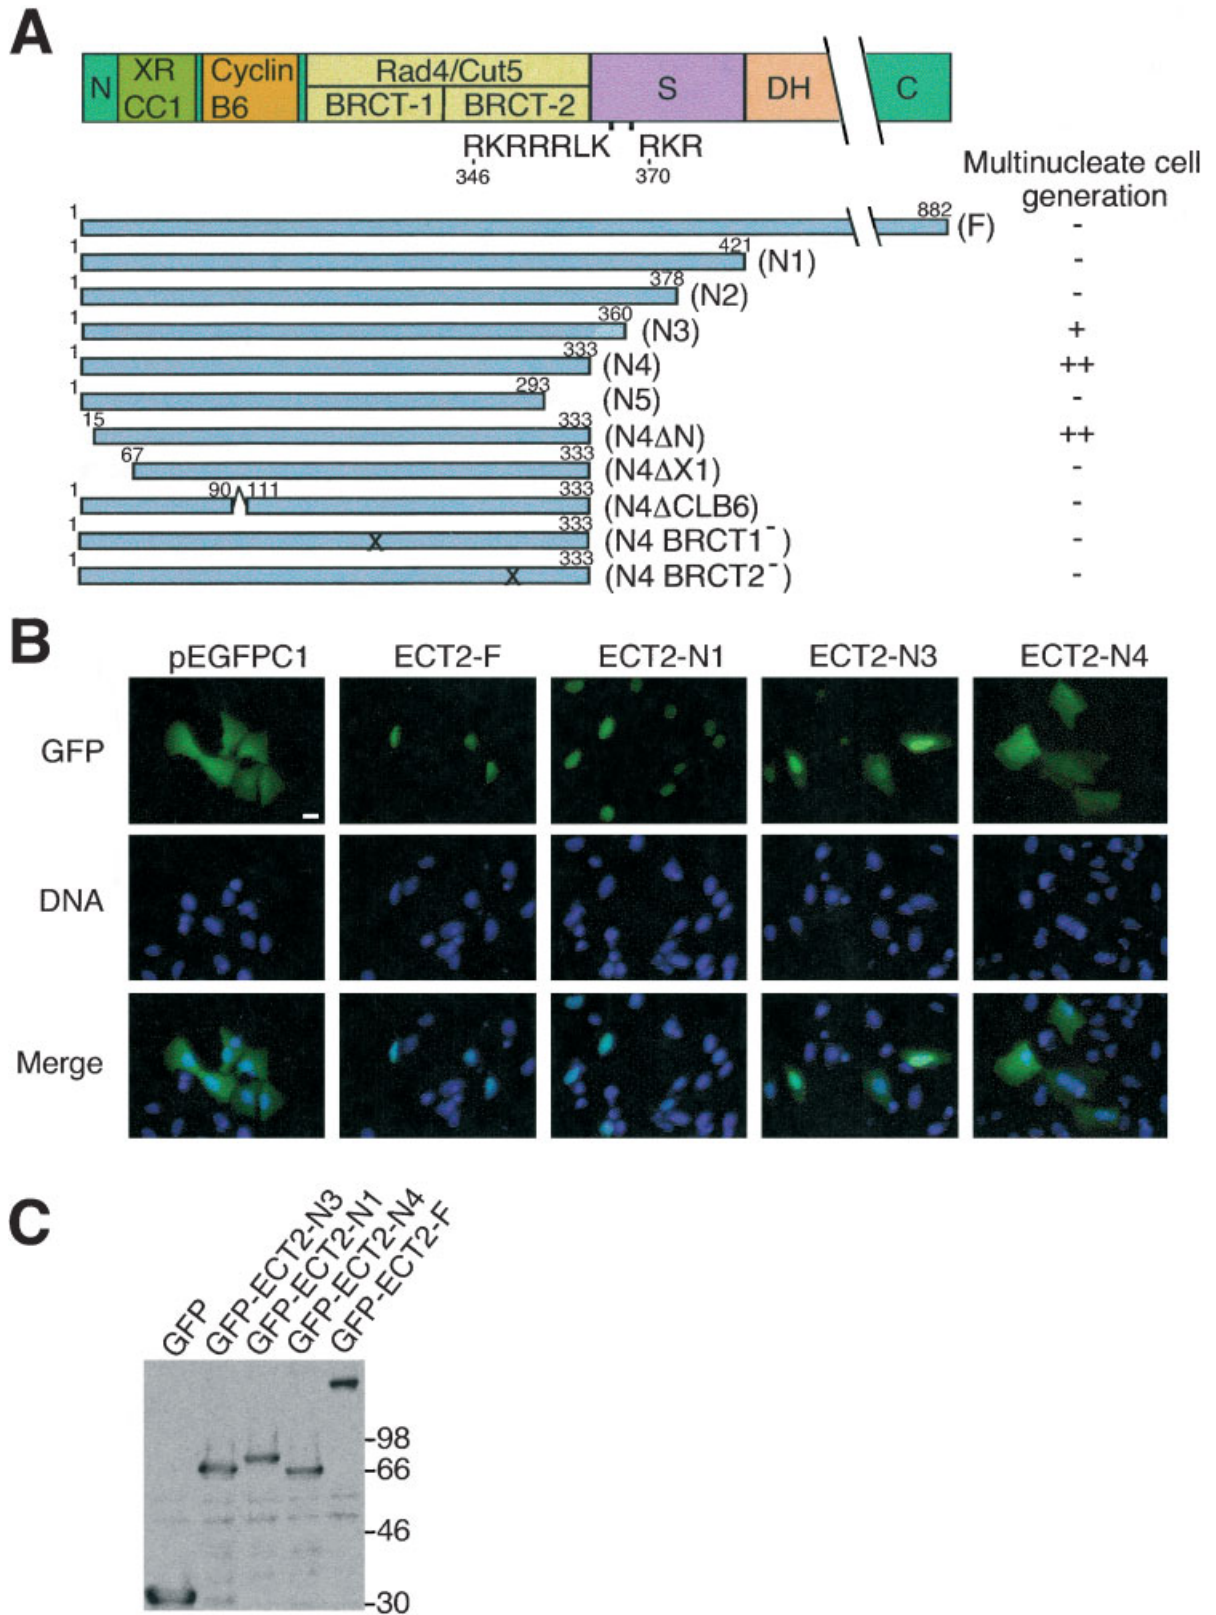 A
N XR CC1 Cyclin B6 Rad4/Cut5 BRCT-1 BRCT-2 S DH C
RKRRRLK RKR
346 370
Multinucleate cell
generation
1 882 (F) -
1 421 (N1) -
1 378 (N2) -
1 360 (N3) +
1 333 (N4) ++
1 293 (N5) -
15 333 (N4ΔN) ++
67 333 (N4ΔX1) -
1 90 111 333 (N4ΔCLB6) -
1 X 333 (N4 BRCT1⁻) -
1 X 333 (N4 BRCT2⁻) -
B
pEGFPC1 ECT2-F ECT2-N1 ECT2-N3 ECT2-N4
GFP
DNA
Merge
C
GFP
GFP-ECT2-N3
GFP-ECT2-N1
GFP-ECT2-N4
GFP-ECT2-F
-98
-66
-46
-30